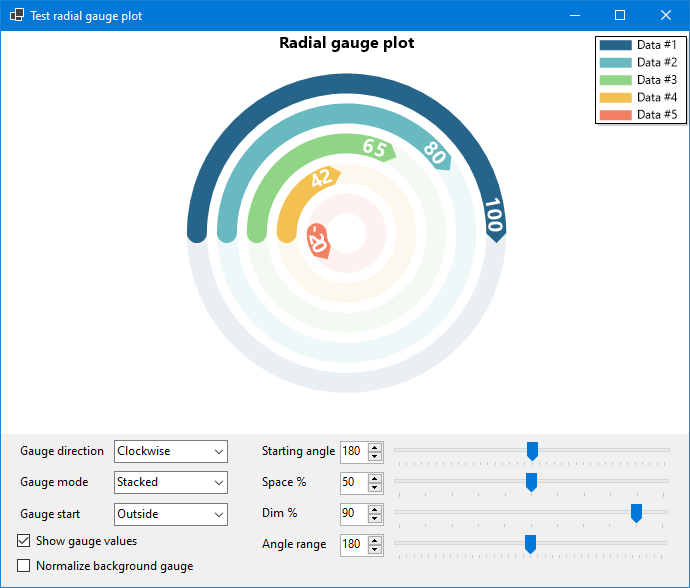 Test radial gauge plot
Radial gauge plot
Data #1
Data #2
Data #3
Data #4
Data #5
65
80
42
100
-20
Gauge direction Clockwise Starting angle 180
Gauge mode Stacked Space % 50
Gauge start Outside Dim % 90
Show gauge values Angle range 180
Normalize background gauge